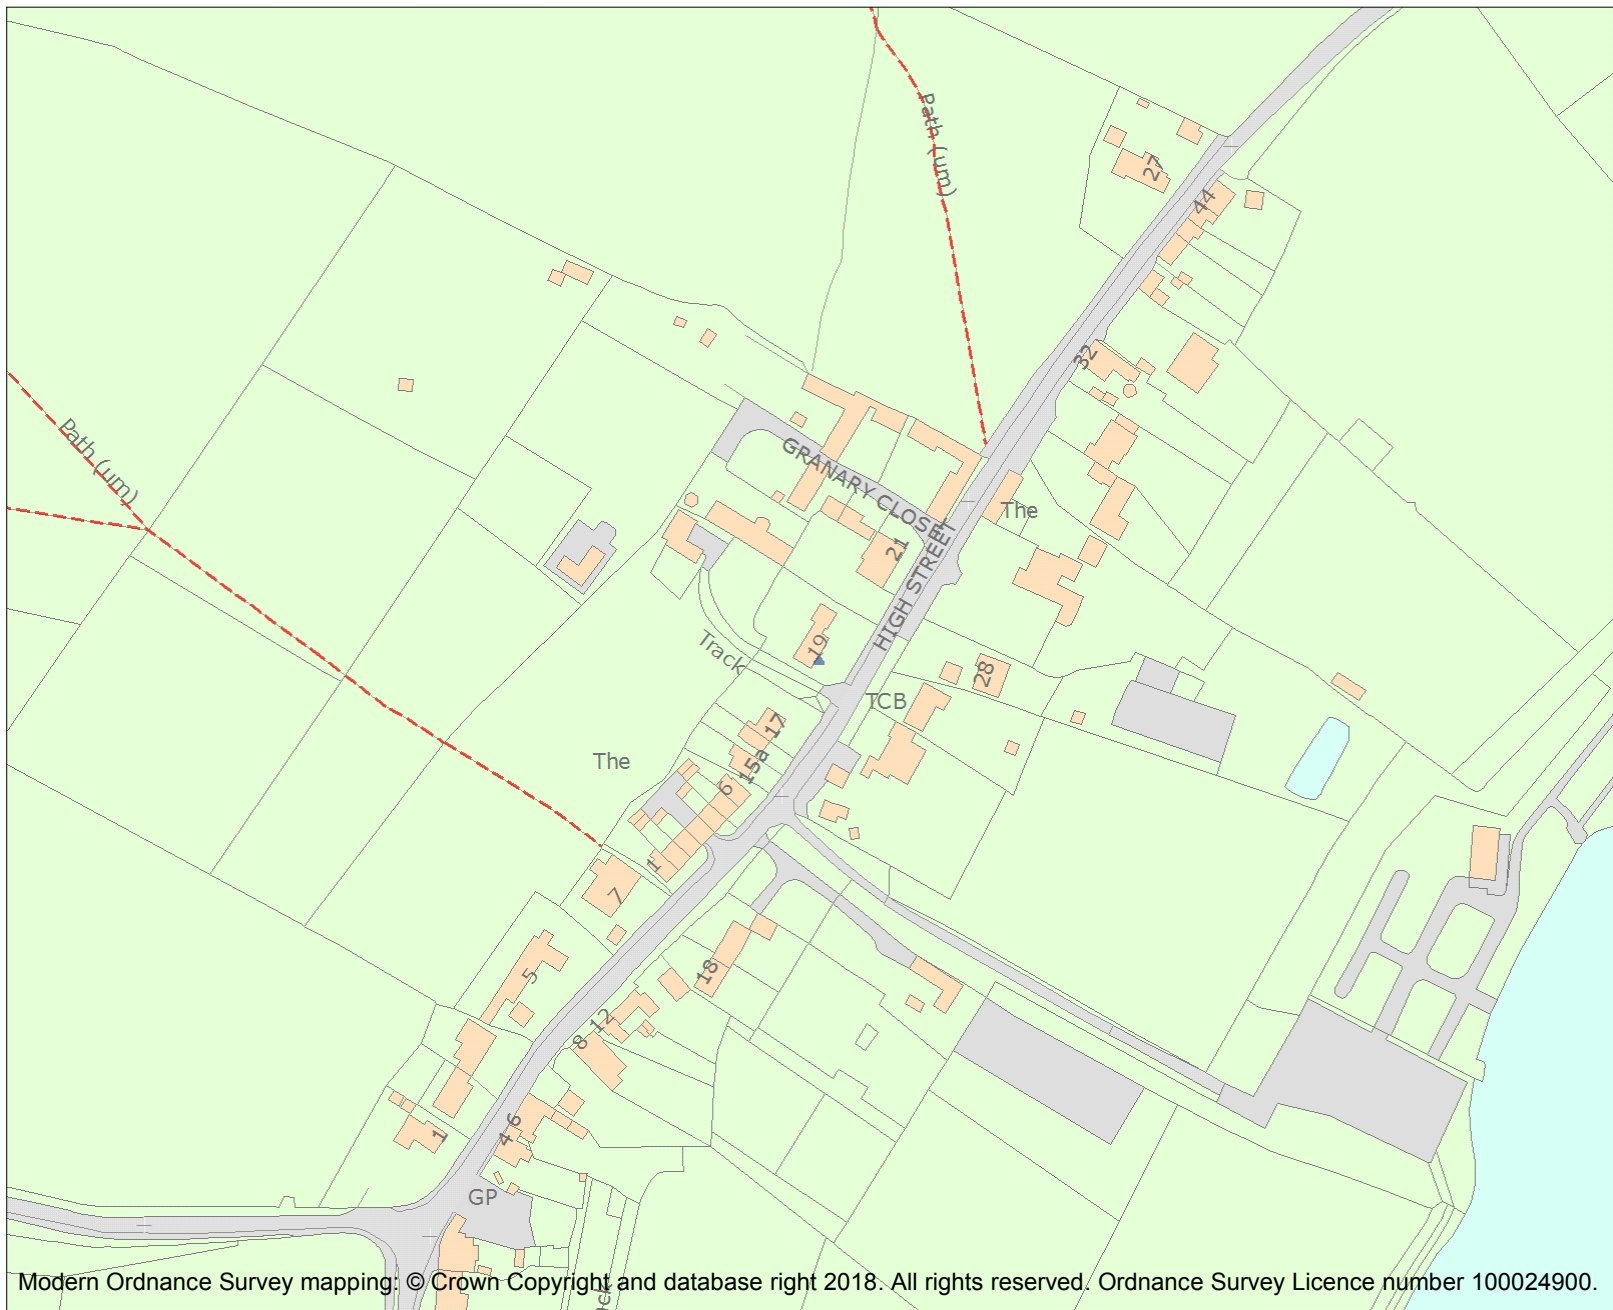 Path (um)
27
44
32
Path (um)
GRANARY CLOSE
The
21
HIGH STREET
19
Track
28
TCB
17
The
15a
6
1
7
5
18
12
8
6
4
1
GP
Modern Ordnance Survey mapping: © Crown Copyright and database right 2018. All rights reserved. Ordnance Survey Licence number 100024900.